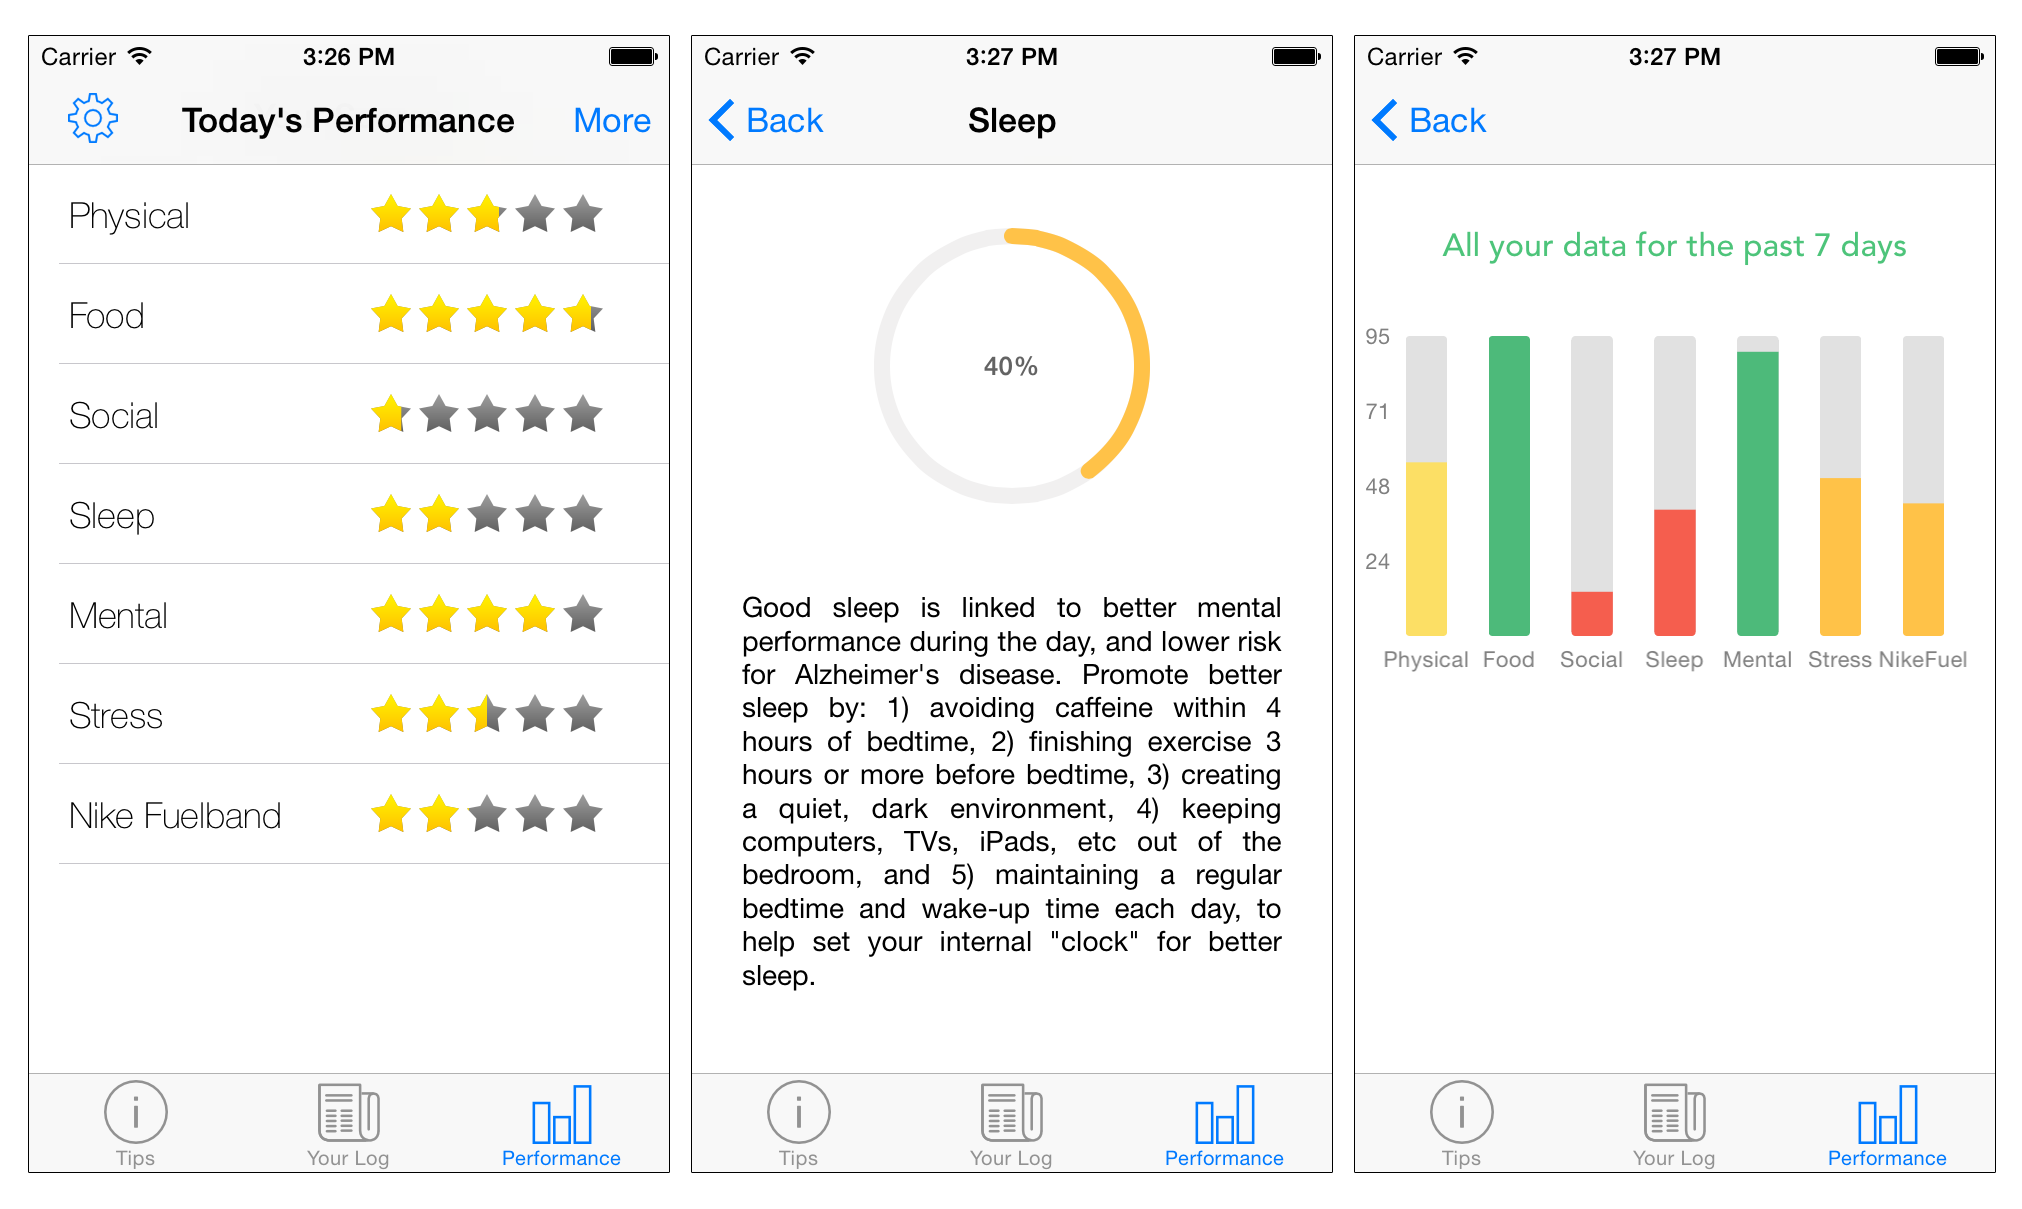 Carrier 3:26 PM
Today's Performance More
Physical
Food
Social
Sleep
Mental
Stress
Nike Fuelband
Tips Your Log Performance
Carrier 3:27 PM
Back Sleep
40%
Good sleep is linked to better mental
performance during the day, and lower risk
for Alzheimer's disease. Promote better
sleep by: 1) avoiding caffeine within 4
hours of bedtime, 2) finishing exercise 3
hours or more before bedtime, 3) creating
a quiet, dark environment, 4) keeping
computers, TVs, iPads, etc out of the
bedroom, and 5) maintaining a regular
bedtime and wake-up time each day, to
help set your internal "clock" for better
sleep.
Tips Your Log Performance
Carrier 3:27 PM
Back
All your data for the past 7 days
95
71
48
24
Physical Food Social Sleep Mental Stress NikeFuel
Tips Your Log Performance